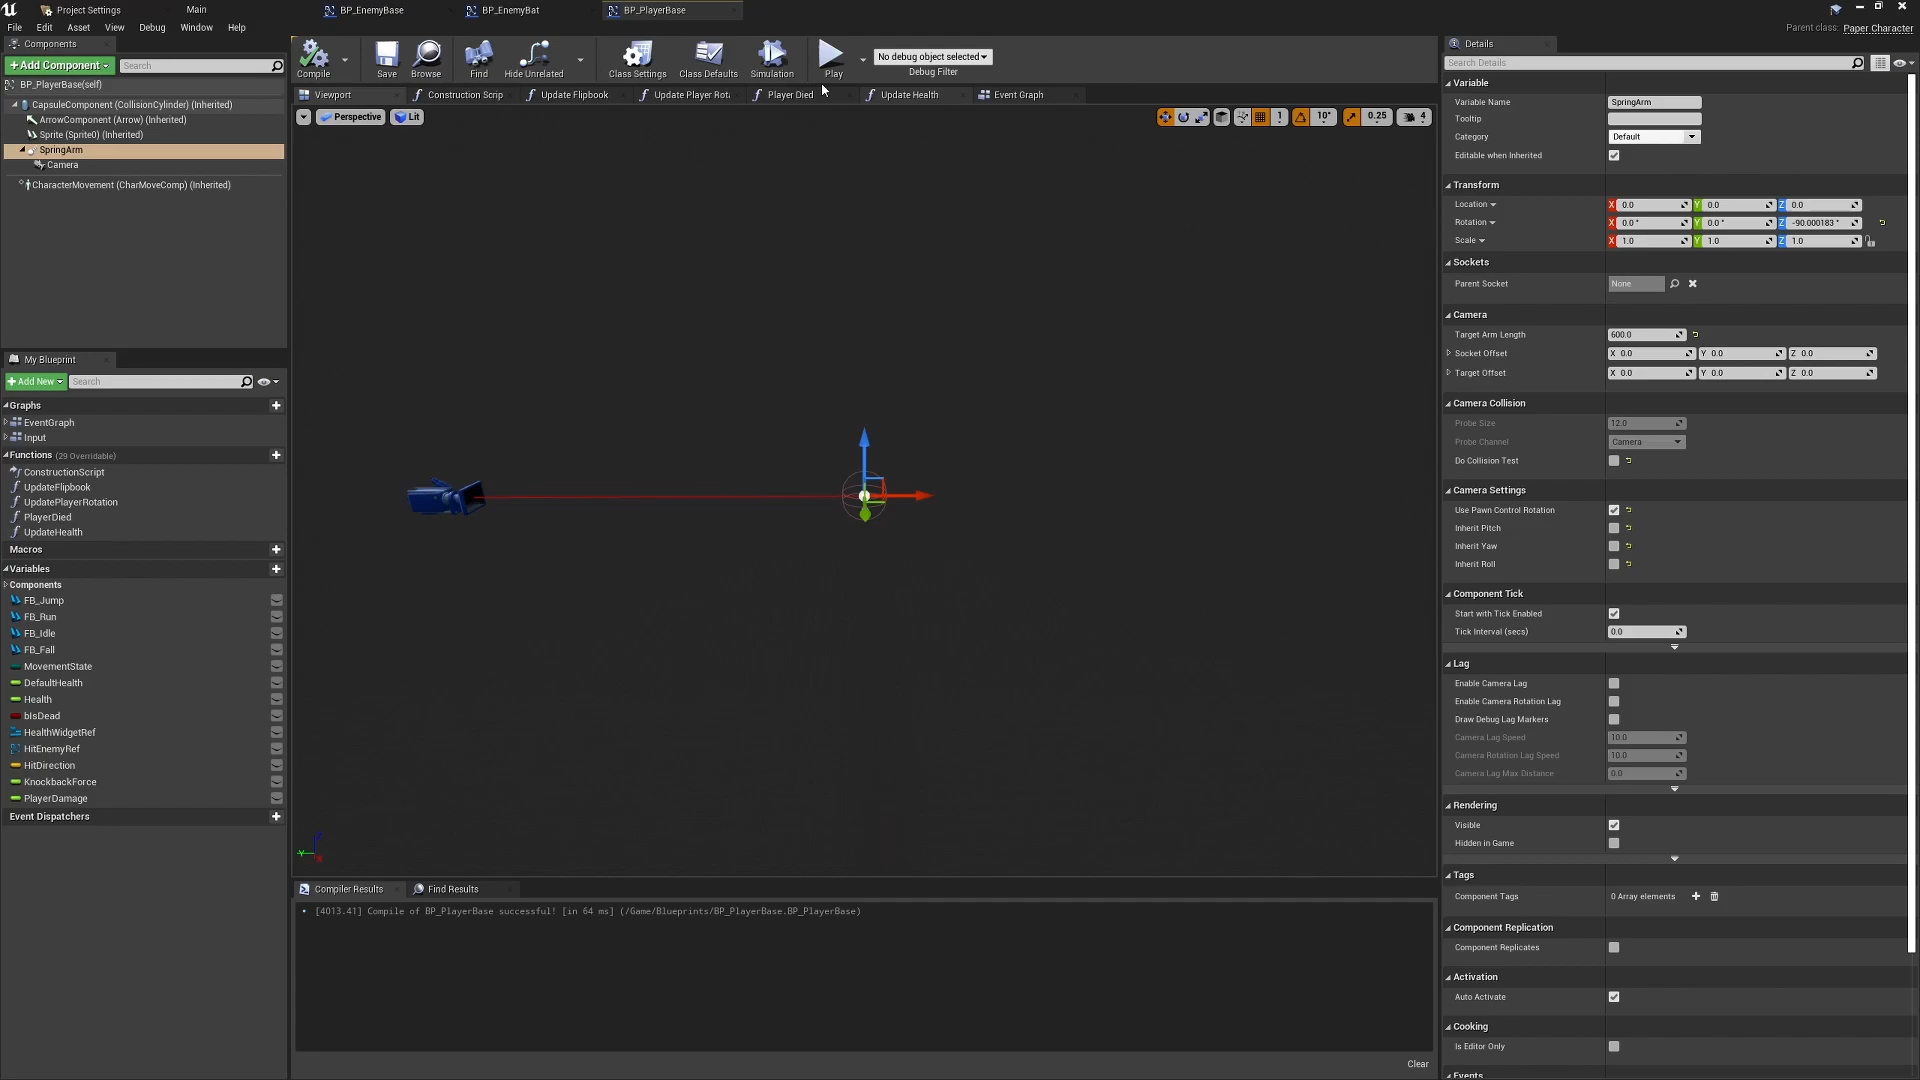 Project Settings
Main
BP_EnemyBase
BP_EnemyBat
BP_PlayerBase
File Edit Asset View Debug Window Help
Parent class: Paper Character
Components
+Add Component
Search
BP_PlayerBase(self)
CapsuleComponent (CollisionCylinder) (Inherited)
ArrowComponent (Arrow) (Inherited)
Sprite (Sprite0) (Inherited)
SpringArm
Camera
CharacterMovement (CharMoveComp) (Inherited)
My Blueprint
+Add New
Search
Graphs
EventGraph
Input
Functions (29 Overridable)
ConstructionScript
UpdateFlipbook
UpdatePlayerRotation
PlayerDied
UpdateHealth
Macros
Variables
Components
FB_Jump
FB_Run
FB_Idle
FB_Fall
MovementState
DefaultHealth
Health
bIsDead
HealthWidgetRef
HitEnemyRef
HitDirection
KnockbackForce
PlayerDamage
Event Dispatchers
Compile Save Browse Find Hide Unrelated Class Settings Class Defaults Simulation Play
No debug object selected
Debug Filter
Viewport Construction Scrip Update Flipbook Update Player Rot Player Died Update Health Event Graph
Perspective Lit
1 10° 0.25 4
Compiler Results Find Results
• [4013.41] Compile of BP_PlayerBase successful! [in 64 ms] (/Game/Blueprints/BP_PlayerBase.BP_PlayerBase)
Clear
Details
Search Details
Variable
Variable Name SpringArm
Tooltip
Category Default
Editable when Inherited
Transform
Location X 0.0 Y 0.0 Z 0.0
Rotation X 0.0 ° Y 0.0 ° Z -90.000183 °
Scale X 1.0 Y 1.0 Z 1.0
Sockets
Parent Socket None
Camera
Target Arm Length 600.0
Socket Offset X 0.0 Y 0.0 Z 0.0
Target Offset X 0.0 Y 0.0 Z 0.0
Camera Collision
Probe Size 12.0
Probe Channel Camera
Do Collision Test
Camera Settings
Use Pawn Control Rotation
Inherit Pitch
Inherit Yaw
Inherit Roll
Component Tick
Start with Tick Enabled
Tick Interval (secs) 0.0
Lag
Enable Camera Lag
Enable Camera Rotation Lag
Draw Debug Lag Markers
Camera Lag Speed 10.0
Camera Rotation Lag Speed 10.0
Camera Lag Max Distance 0.0
Rendering
Visible
Hidden in Game
Tags
Component Tags 0 Array elements
Component Replication
Component Replicates
Activation
Auto Activate
Cooking
Is Editor Only
Events